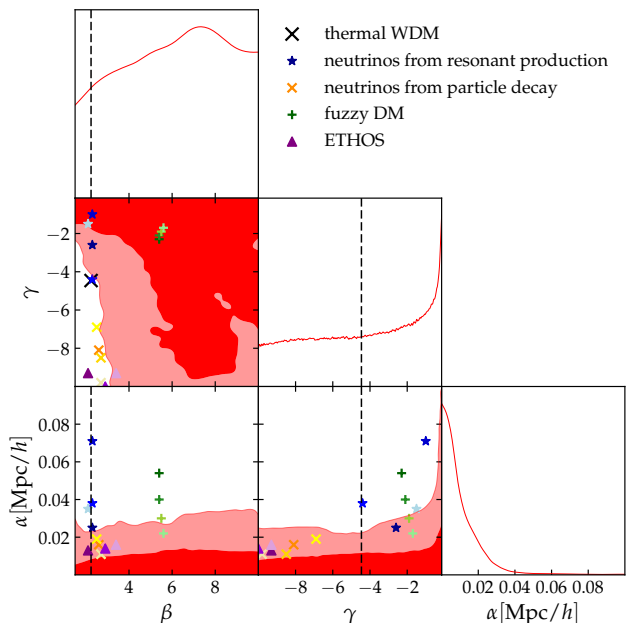 thermal WDM
neutrinos from resonant production
neutrinos from particle decay
fuzzy DM
ETHOS
−2
−4
−6
−8
γ
0.08
0.06
0.04
0.02
α[Mpc/h]
4 6 8
β
−8 −6 −4 −2
γ
0.02 0.04 0.06 0.08
α[Mpc/h]